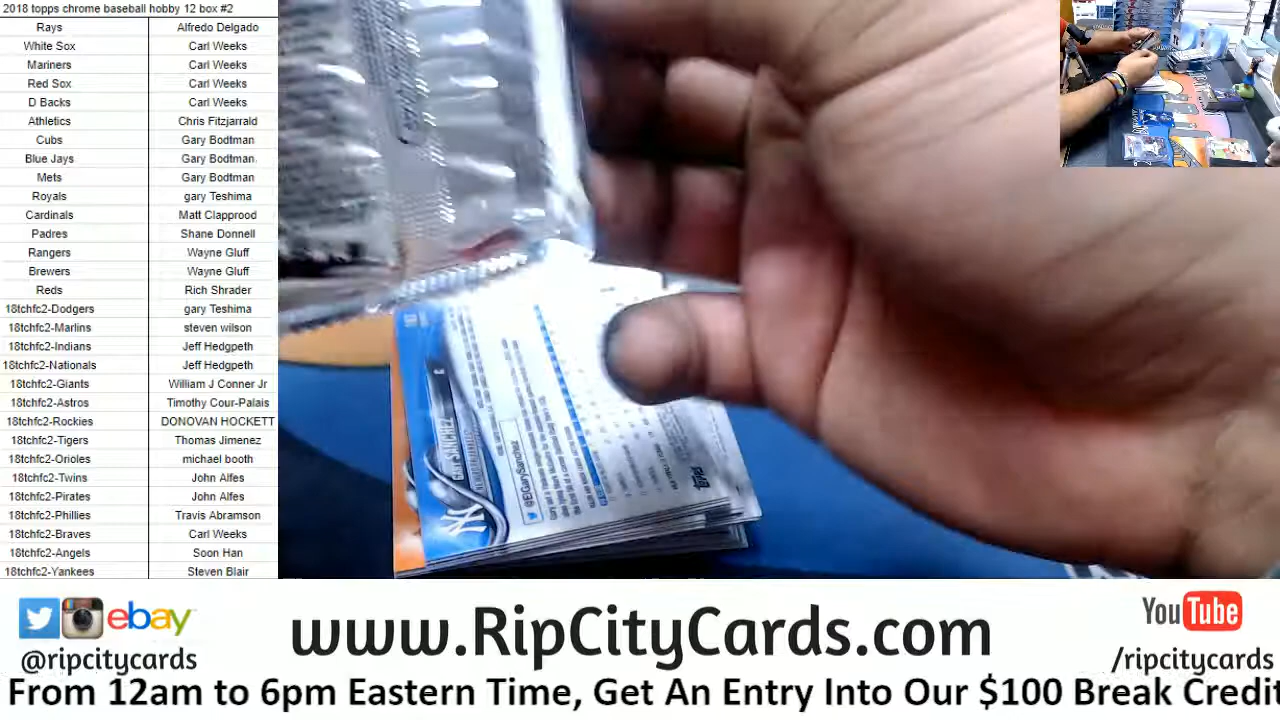 2018 topps chrome baseball hobby 12 box #2
Rays Alfredo Delgado
White Sox Carl Weeks
Mariners Carl Weeks
Red Sox Carl Weeks
D Backs Carl Weeks
Athletics Chris Fitzjarrald
Cubs Gary Bodtman
Blue Jays Gary Bodtman
Mets Gary Bodtman
Royals gary Teshima
Cardinals Matt Clapprood
Padres Shane Donnell
Rangers Wayne Gluff
Brewers Wayne Gluff
Reds Rich Shrader
18tchfc2-Dodgers gary Teshima
18tchfc2-Marlins steven wilson
18tchfc2-Indians Jeff Hedgpeth
18tchfc2-Nationals Jeff Hedgpeth
18tchfc2-Giants William J Conner Jr
18tchfc2-Astros Timothy Cour-Palais
18tchfc2-Rockies DONOVAN HOCKETT
18tchfc2-Tigers Thomas Jimenez
18tchfc2-Orioles michael booth
18tchfc2-Twins John Alfes
18tchfc2-Pirates John Alfes
18tchfc2-Phillies Travis Abramson
18tchfc2-Braves Carl Weeks
18tchfc2-Angels Soon Han
18tchfc2-Yankees Steven Blair
GARY SANCHEZ
NEW YORK YANKEES
@ElGarySanchez
Topps
ebay
@ripcitycards
www.RipCityCards.com
YouTube
/ripcitycards
From 12am to 6pm Eastern Time, Get An Entry Into Our $100 Break Credit